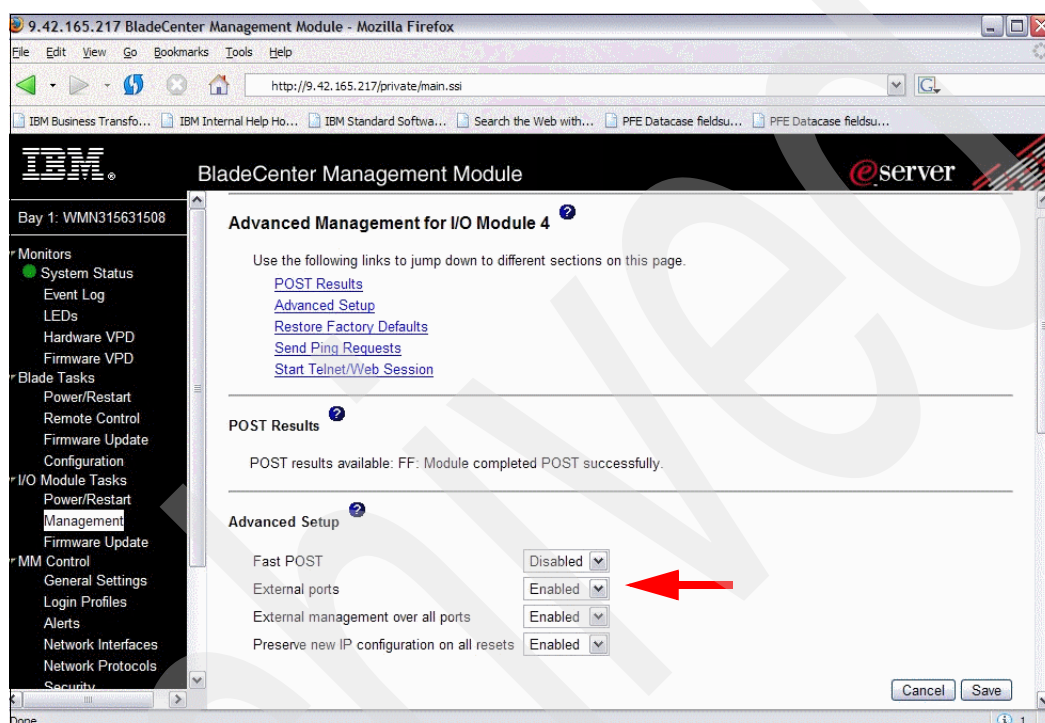 9.42.165.217 BladeCenter Management Module - Mozilla Firefox
File Edit View Go Bookmarks Tools Help
http://9.42.165.217/private/main.ssi
G
IBM Business Transfo... IBM Internal Help Ho... IBM Standard Softwa... Search the Web with... PFE Datacase fieldsu... PFE Datacase fieldsu...
IBM® BladeCenter Management Module @server
Bay 1: WMN315631508
Monitors
System Status
Event Log
LEDs
Hardware VPD
Firmware VPD
Blade Tasks
Power/Restart
Remote Control
Firmware Update
Configuration
I/O Module Tasks
Power/Restart
Management
Firmware Update
MM Control
General Settings
Login Profiles
Alerts
Network Interfaces
Network Protocols
Security
Advanced Management for I/O Module 4 ?
Use the following links to jump down to different sections on this page.
POST Results
Advanced Setup
Restore Factory Defaults
Send Ping Requests
Start Telnet/Web Session
POST Results ?
POST results available: FF: Module completed POST successfully.
Advanced Setup ?
Fast POST Disabled
External ports Enabled
External management over all ports Enabled
Preserve new IP configuration on all resets Enabled
Cancel Save
Done 1